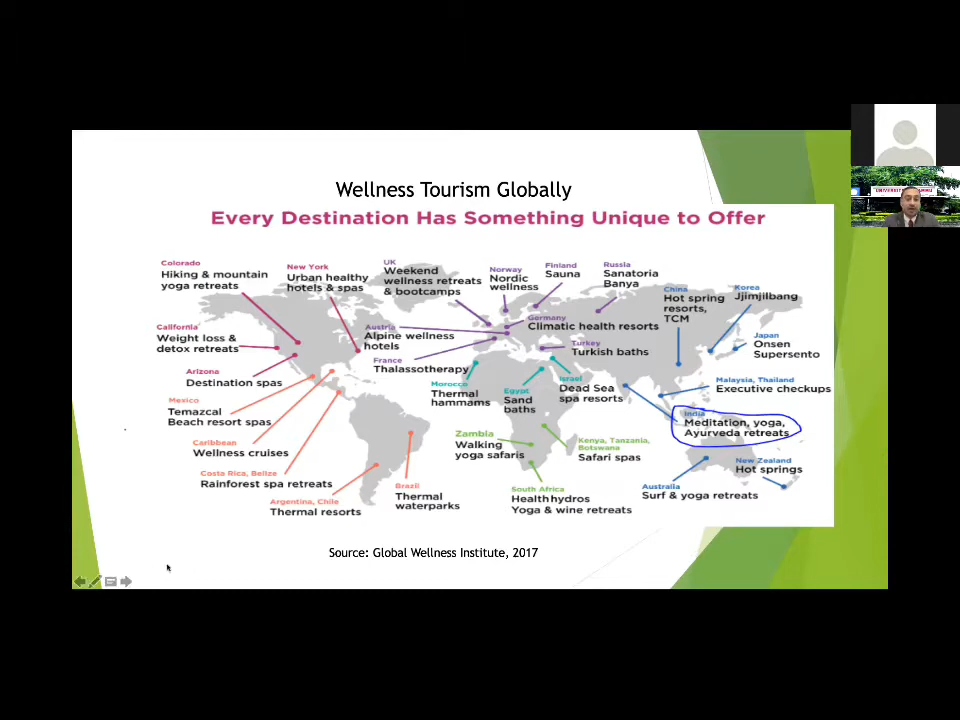 Wellness Tourism Globally
Every Destination Has Something Unique to Offer
Colorado
Hiking & mountain
yoga retreats
New York
Urban healthy
hotels & spas
UK
Weekend
wellness retreats
& bootcamps
Norway
Nordic
wellness
Finland
Sauna
Russia
Sanatoria
Banya
China
Hot spring
resorts,
TCM
Korea
Jjimjilbang
California
Weight loss &
detox retreats
Austria
Alpine wellness
hotels
Germany
Climatic health resorts
Japan
Onsen
Supersento
France
Thalassotherapy
Turkey
Turkish baths
Arizona
Destination spas
Morocco
Thermal
hammams
Egypt
Sand
baths
Israel
Dead Sea
spa resorts
Malaysia, Thailand
Executive checkups
Mexico
Temazcal
Beach resort spas
India
Meditation, yoga,
Ayurveda retreats
Caribbean
Wellness cruises
Zambia
Walking
yoga safaris
Kenya, Tanzania,
Botswana
Safari spas
New Zealand
Hot springs
Costa Rica, Belize
Rainforest spa retreats
Brazil
Thermal
waterparks
South Africa
Health hydros
Yoga & wine retreats
Australia
Surf & yoga retreats
Argentina, Chile
Thermal resorts
Source: Global Wellness Institute, 2017